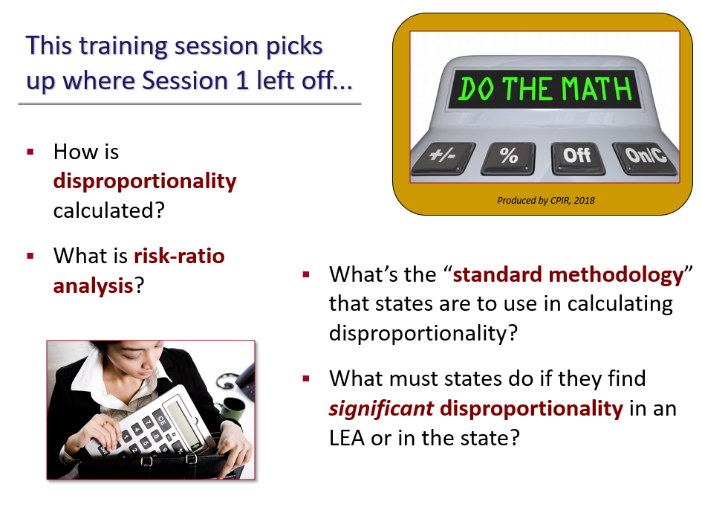 This training session picks
up where Session 1 left off...
DO THE MATH
+/-
%
Off
On/C
Produced by CPIR, 2018
▪ How is
disproportionality
calculated?
▪ What is risk-ratio
analysis?
▪ What's the “standard methodology”
that states are to use in calculating
disproportionality?
▪ What must states do if they find
significant disproportionality in an
LEA or in the state?
CE